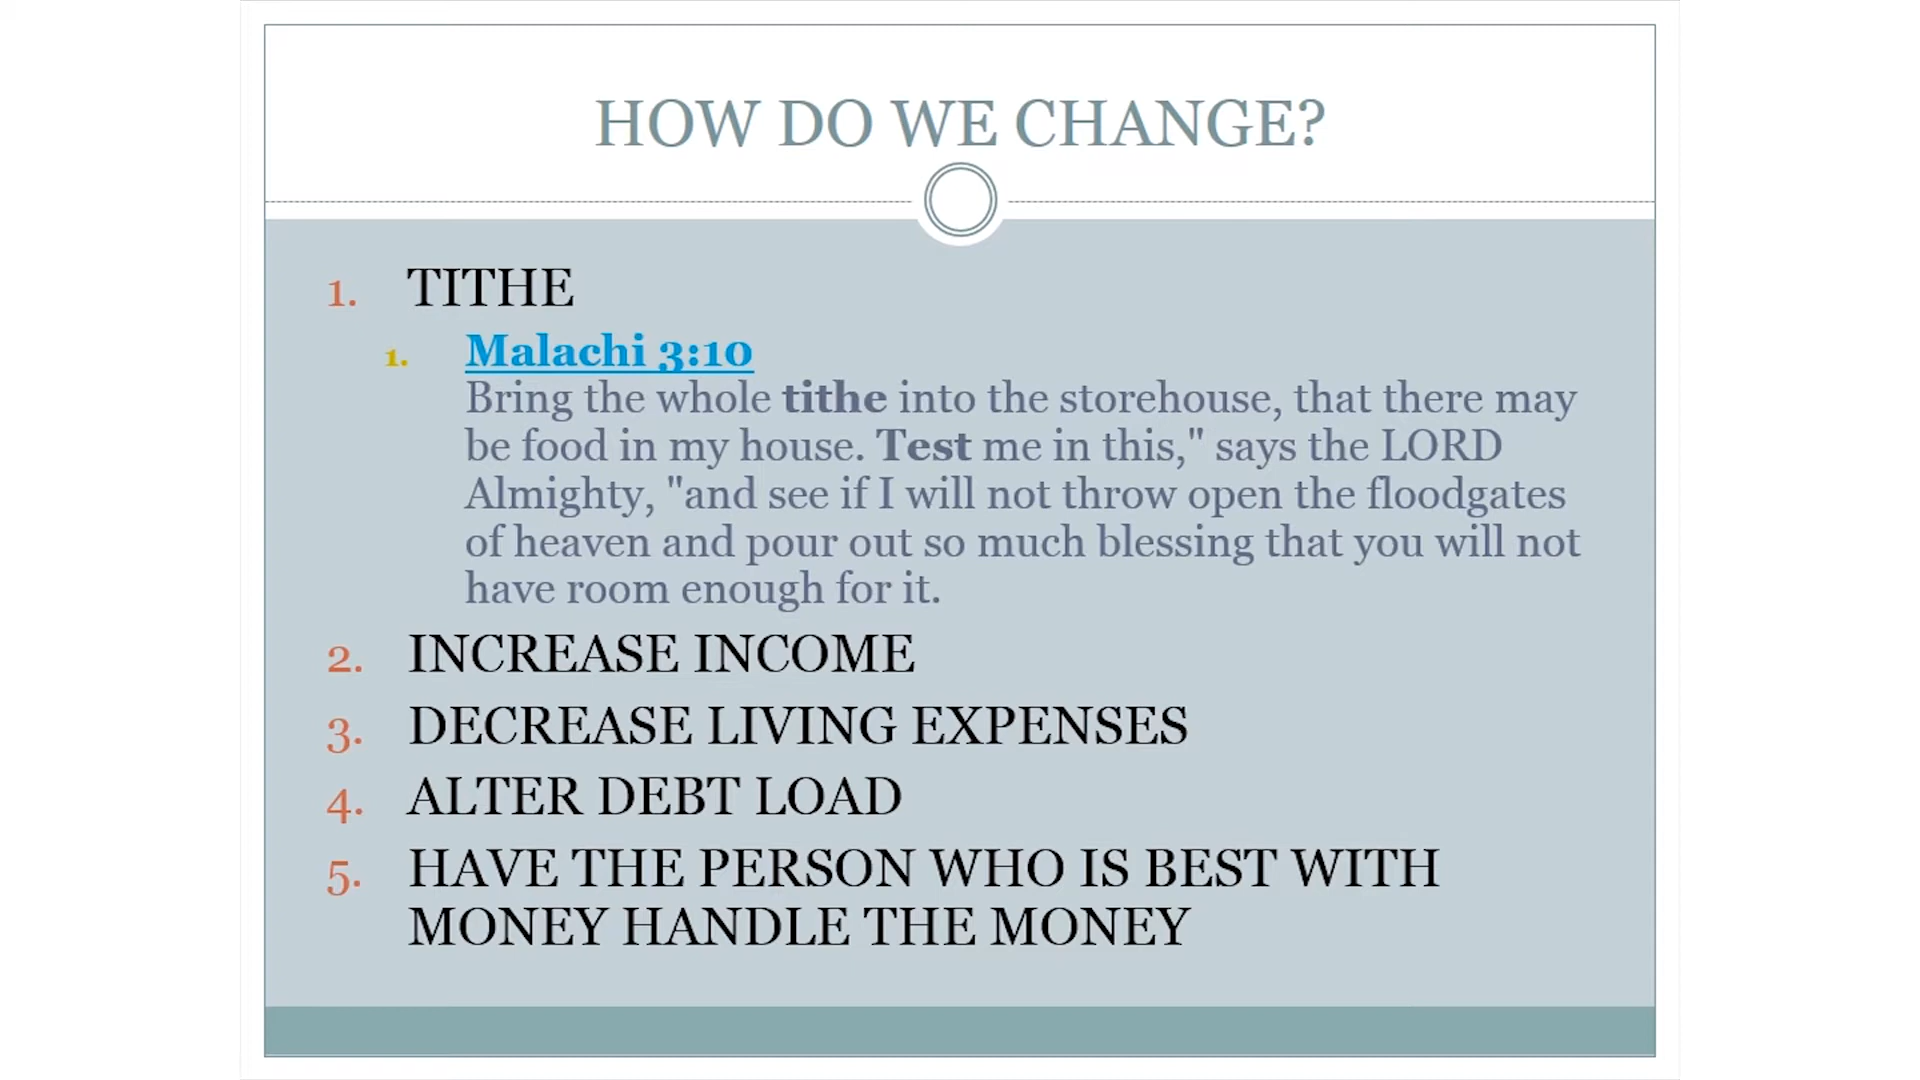 HOW DO WE CHANGE?
1. TITHE
1. Malachi 3:10
Bring the whole tithe into the storehouse, that there may
be food in my house. Test me in this," says the LORD
Almighty, "and see if I will not throw open the floodgates
of heaven and pour out so much blessing that you will not
have room enough for it.
2. INCREASE INCOME
3. DECREASE LIVING EXPENSES
4. ALTER DEBT LOAD
5. HAVE THE PERSON WHO IS BEST WITH
MONEY HANDLE THE MONEY